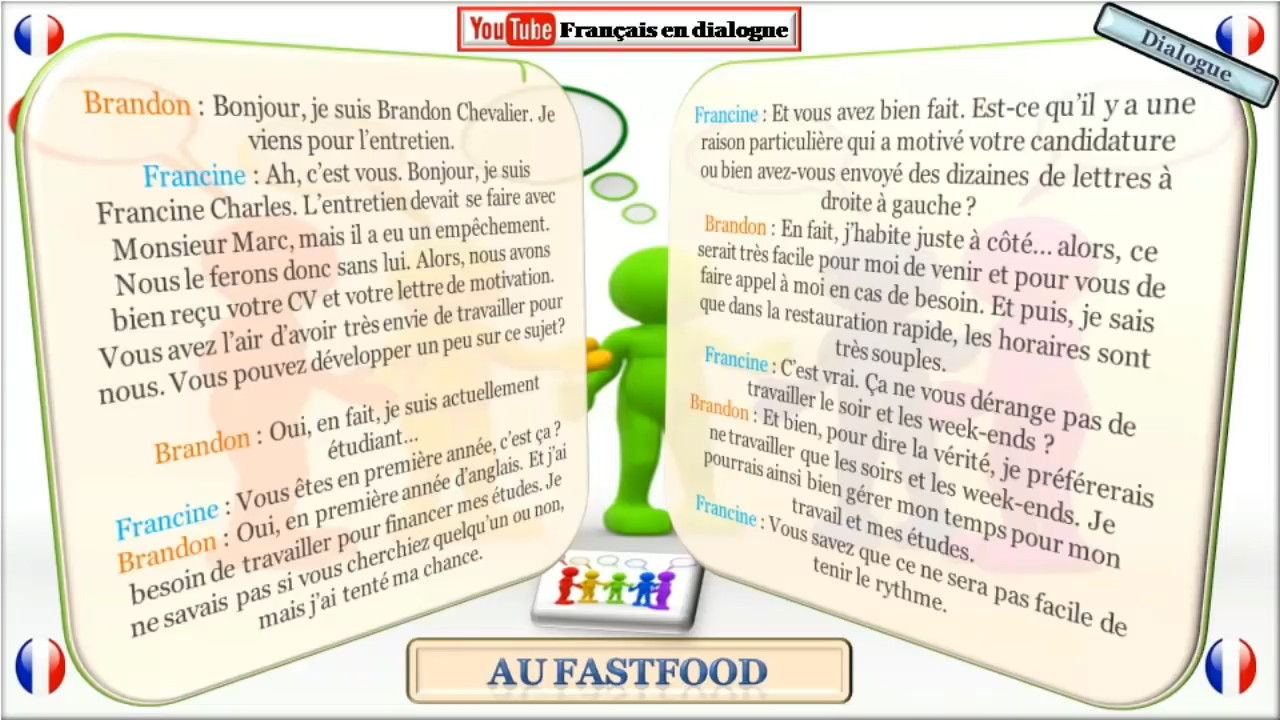 YouTube Français en dialogue
Dialogue
Brandon : Bonjour, je suis Brandon Chevalier. Je
viens pour l'entretien.
Francine : Ah, c'est vous. Bonjour, je suis
Francine Charles. L'entretien devait se faire avec
Monsieur Marc, mais il a eu un empêchement.
Nous le ferons donc sans lui. Alors, nous avons
bien reçu votre CV et votre lettre de motivation.
Vous avez l'air d'avoir très envie de travailler pour
nous. Vous pouvez développer un peu sur ce sujet?
Brandon : Oui, en fait, je suis actuellement
étudiant...
Francine : Vous êtes en première année, c'est ça ?
Brandon : Oui, en première année d'anglais. Et j'ai
besoin de travailler pour financer mes études. Je
ne savais pas si vous cherchiez quelqu'un ou non,
mais j'ai tenté ma chance.
Francine : Et vous avez bien fait. Est-ce qu'il y a une
raison particulière qui a motivé votre candidature
ou bien avez-vous envoyé des dizaines de lettres à
droite à gauche ?
Brandon : En fait, j'habite juste à côté... alors, ce
serait très facile pour moi de venir et pour vous de
faire appel à moi en cas de besoin. Et puis, je sais
que dans la restauration rapide, les horaires sont
très souples.
Francine : C'est vrai. Ça ne vous dérange pas de
travailler le soir et les week-ends ?
Brandon : Et bien, pour dire la vérité, je préférerais
ne travailler que les soirs et les week-ends. Je
pourrais ainsi bien gérer mon temps pour mon
travail et mes études.
Francine : Vous savez que ce ne sera pas facile de
tenir le rythme.
AU FASTFOOD